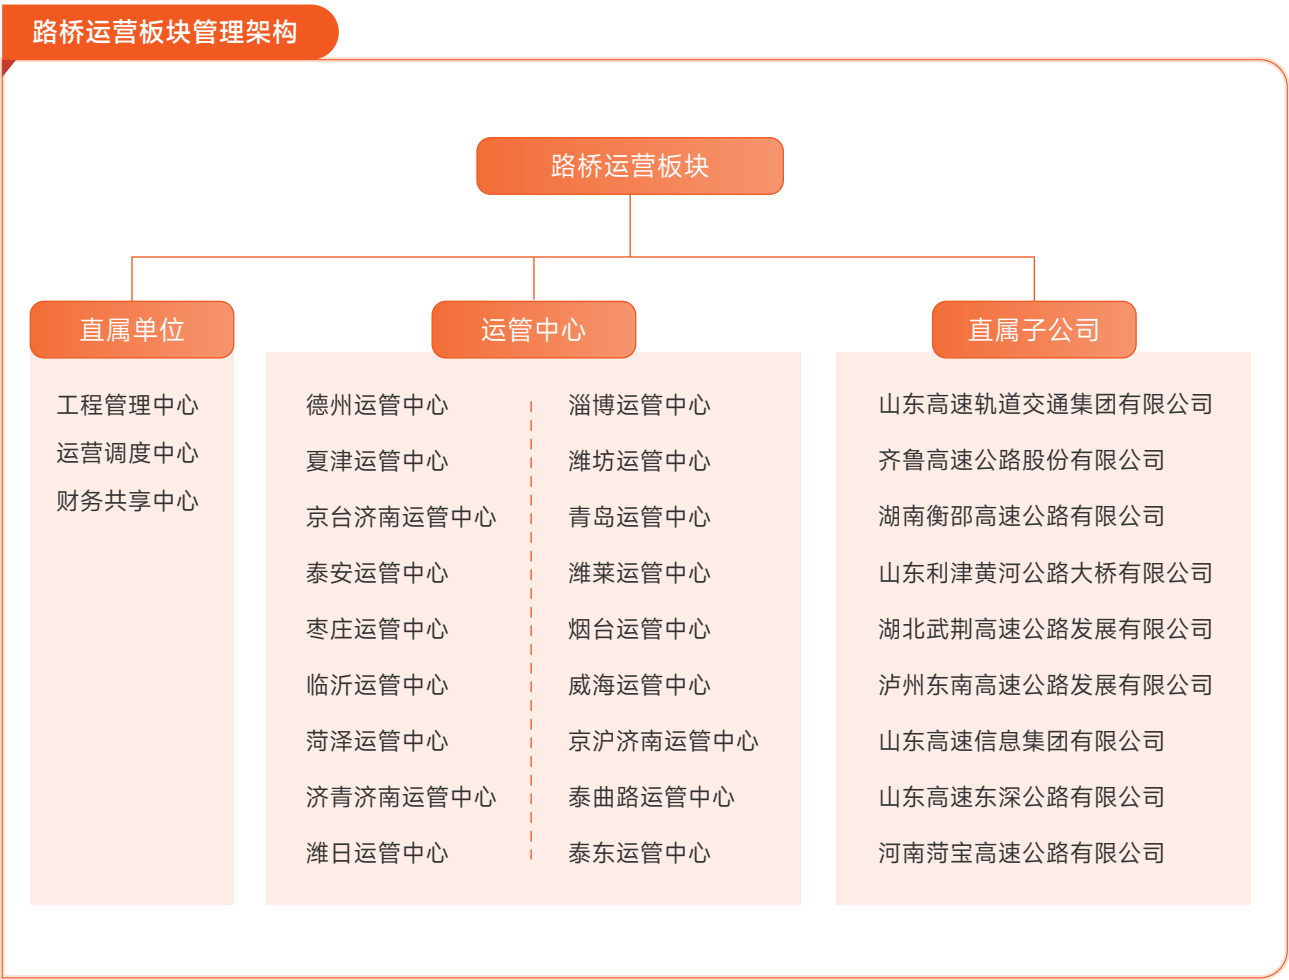 路桥运营板块管理架构
路桥运营板块
直属单位
工程管理中心
运营调度中心
财务共享中心
运管中心
德州运管中心
夏津运管中心
京台济南运管中心
泰安运管中心
枣庄运管中心
临沂运管中心
菏泽运管中心
济青济南运管中心
潍日运管中心
淄博运管中心
潍坊运管中心
青岛运管中心
潍莱运管中心
烟台运管中心
威海运管中心
京沪济南运管中心
泰曲路运管中心
泰东运管中心
直属子公司
山东高速轨道交通集团有限公司
齐鲁高速公路股份有限公司
湖南衡邵高速公路有限公司
山东利津黄河公路大桥有限公司
湖北武荆高速公路发展有限公司
泸州东南高速公路发展有限公司
山东高速信息集团有限公司
山东高速东深公路有限公司
河南菏宝高速公路有限公司